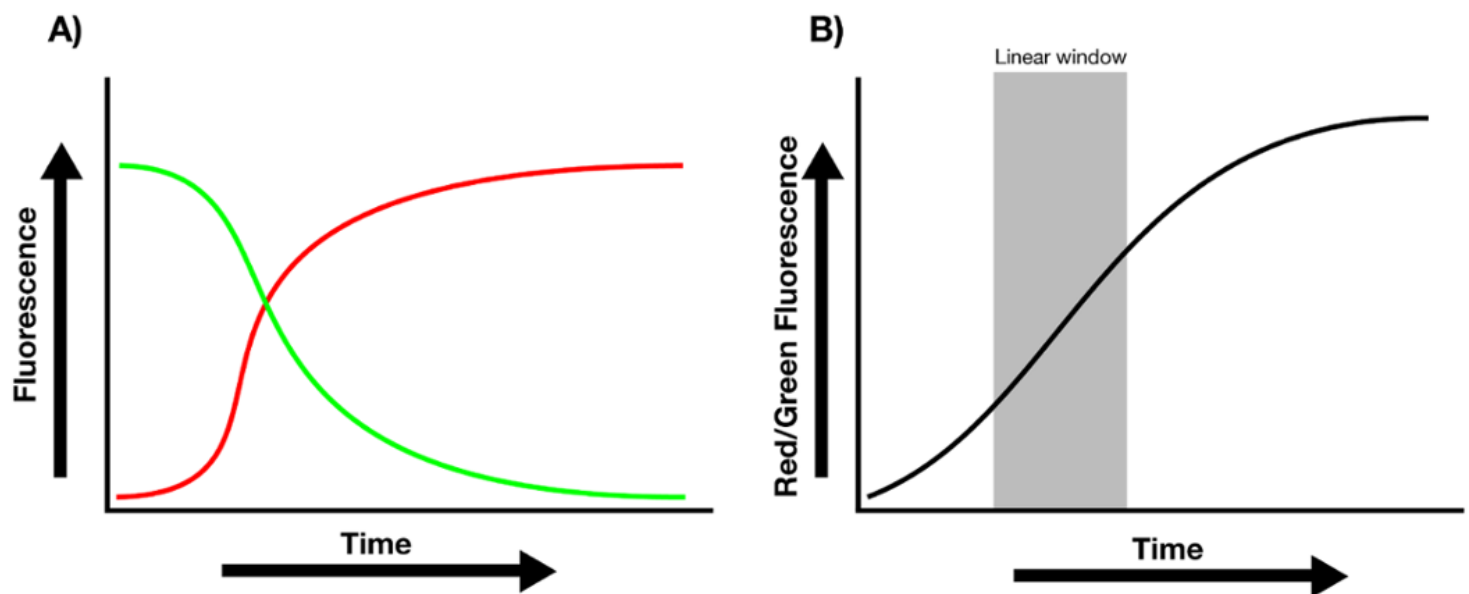 A)
Fluorescence
Time
B)
Linear window
Red/Green Fluorescence
Time